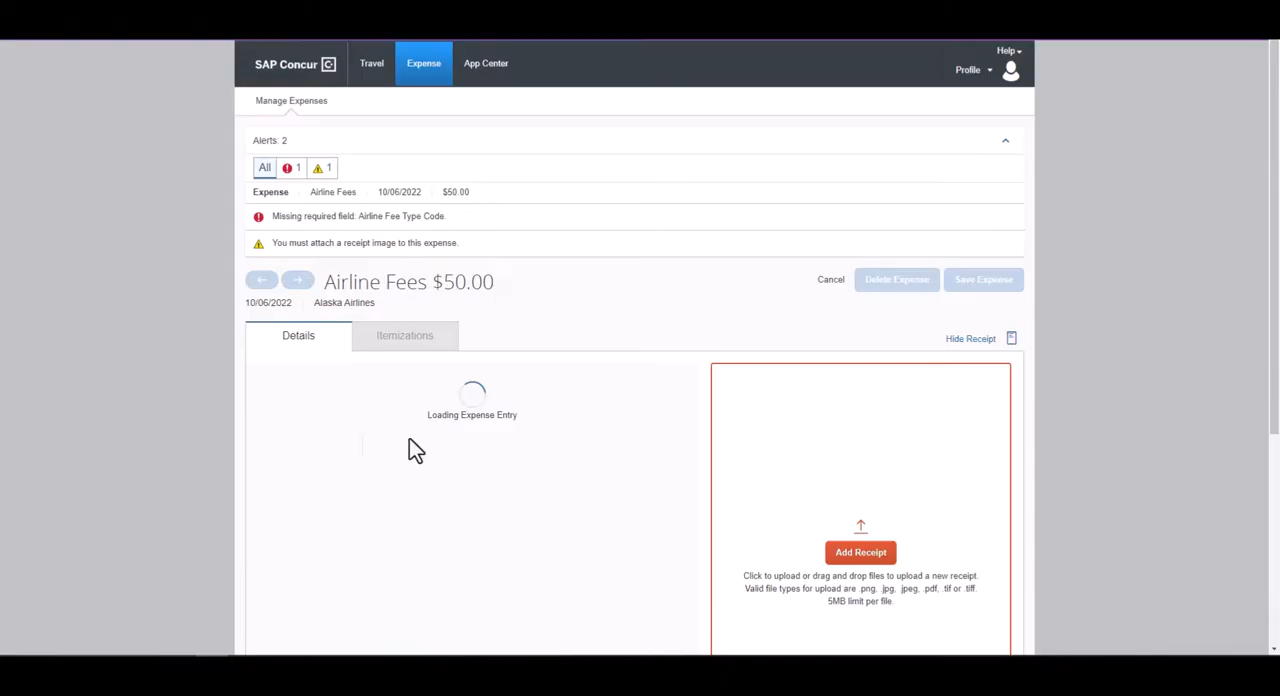 Help
SAP Concur C Travel Expense App Center
Profile
Manage Expenses
Alerts: 2
All 1 1
Expense Airline Fees 10/06/2022 $50.00
Missing required field: Airline Fee Type Code.
You must attach a receipt image to this expense.
Airline Fees $50.00
Cancel Delete Expense Save Expense
10/06/2022 Alaska Airlines
Details Itemizations
Hide Receipt
Loading Expense Entry
Add Receipt
Click to upload or drag and drop files to upload a new receipt.
Valid file types for upload are .png, .jpg, .jpeg, .pdf, .tif or .tiff.
5MB limit per file.